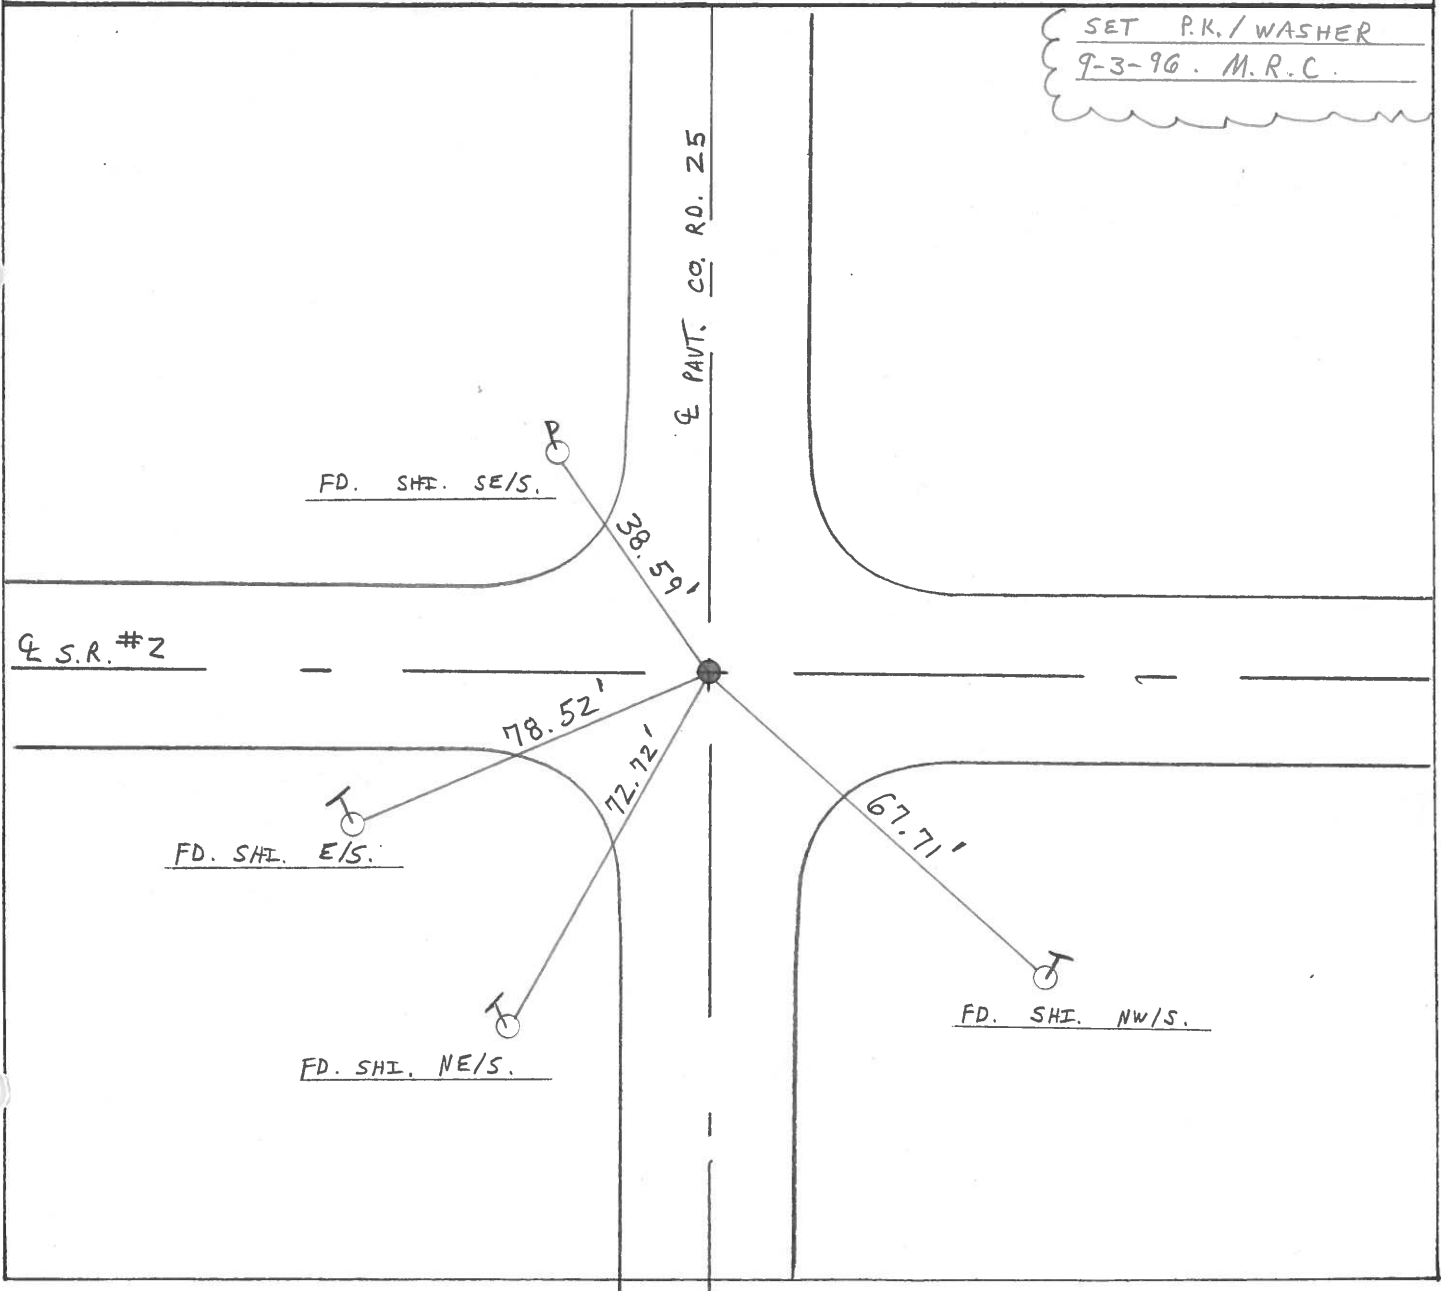 SET P.K./WASHER
9-3-96. M.R.C.
℄ PAVT. CO. RD. 25
P
FD. SHI. SE/S.
38.59'
℄ S.R. #2
78.52'
72.72'
67.71'
T
FD. SHI. E/S.
T
FD. SHI. NW/S.
T
FD. SHI. NE/S.